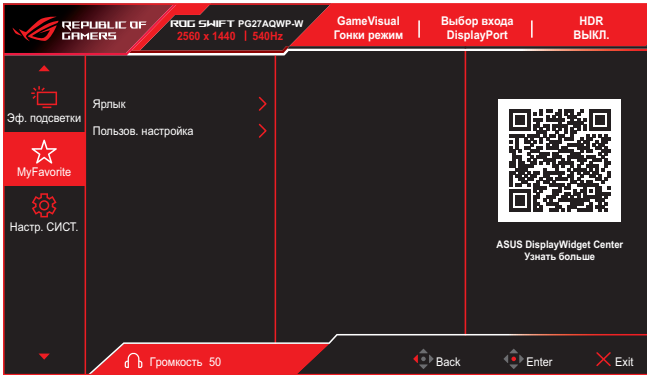 REPUBLIC OF
GAMERS
ROG SWIFT PG27AQWP-W
2560 x 1440 | 540Hz
GameVisual
Гонки режим
Выбор входа
DisplayPort
HDR
ВЫКЛ.
Эф. подсветки
MyFavorite
Настр. СИСТ.
Ярлык
Пользов. настройка
ASUS DisplayWidget Center
Узнать больше
Громкость 50
Back
Enter
Exit